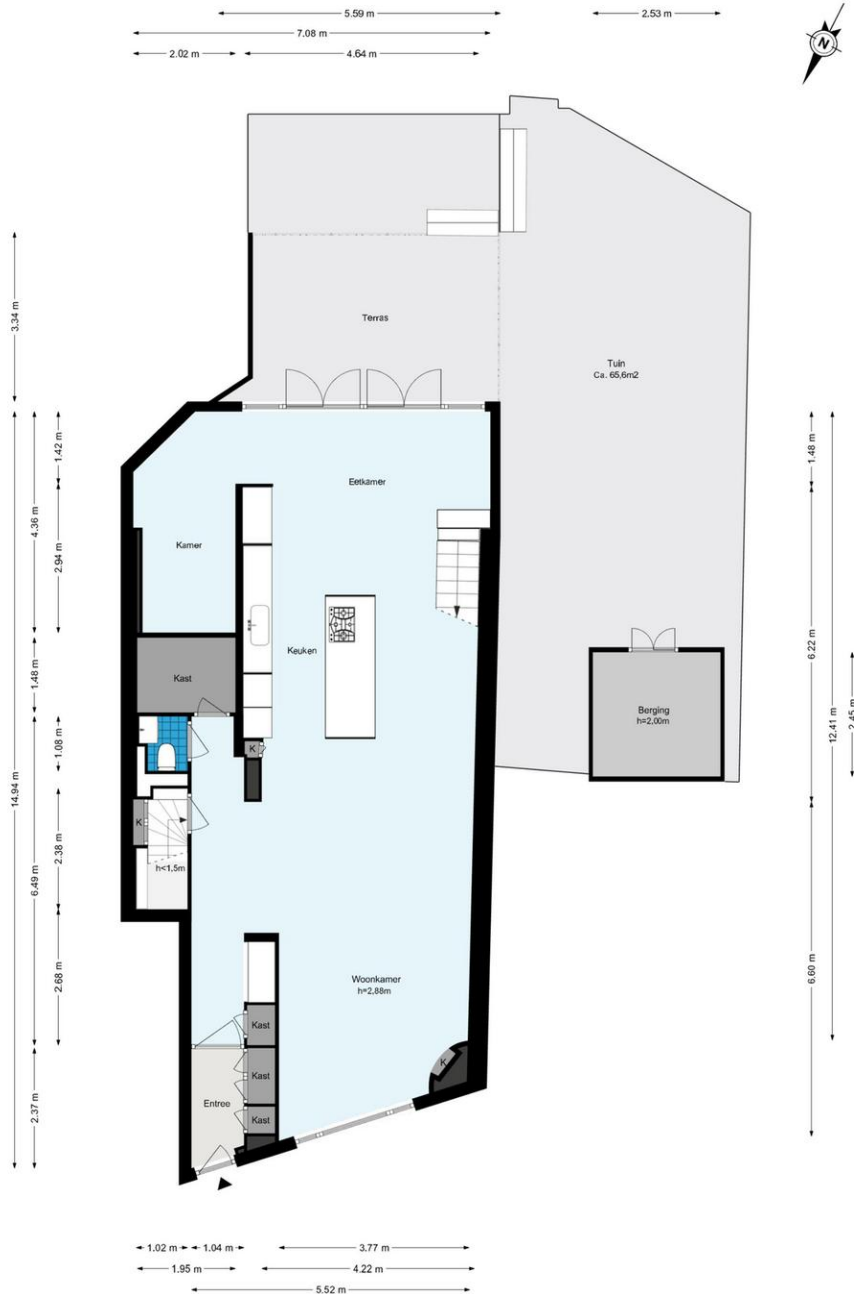 5.59 m
2.53 m
7.08 m
2.02 m
4.64 m
N
3.34 m
Terras
Tuin
Ca. 65,6m2
14.94 m
4.36 m
1.42 m
2.94 m
1.48 m
6.49 m
1.08 m
2.38 m
2.68 m
2.37 m
Eetkamer
Kamer
Keuken
Kast
Berging
h=2,00m
K
K
h<1,5m
Woonkamer
h=2,88m
Kast
K
Kast
Entree
Kast
1.48 m
6.22 m
12.41 m
2.45 m
6.60 m
1.02 m
1.04 m
3.77 m
1.95 m
4.22 m
5.52 m